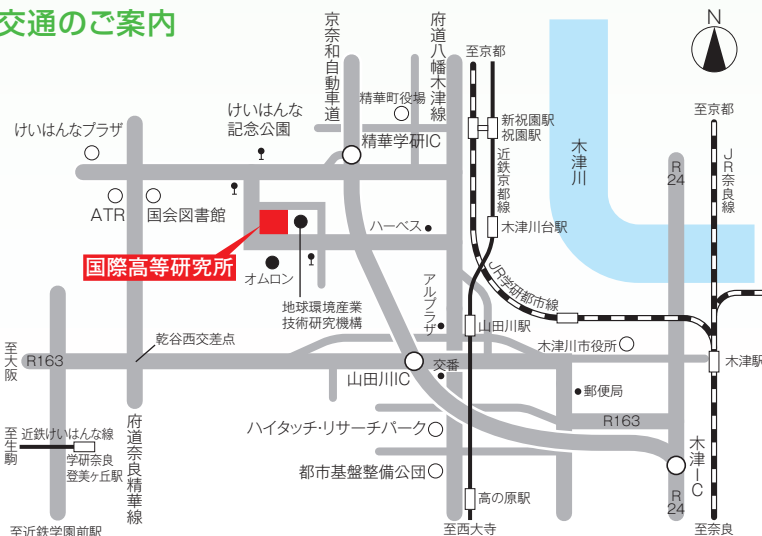 交通のご案内
京奈和自動車道
府道八幡木津線
N
至京都
精華町役場
けいはんな
記念公園
けいはんなプラザ
新祝園駅
祝園駅
至京都
精華学研IC
近鉄京都線
木津川
R
24
JR奈良線
ATR
国会図書館
ハーベス
木津川台駅
国際高等研究所
オムロン
JR学研都市線
地球環境産業
技術研究機構
アルプラザ
山田川駅
乾谷西交差点
木津川市役所
至大阪
R163
木津駅
山田川IC
交番
郵便局
至生駒
近鉄けいはんな線
学研奈良
登美ヶ丘駅
府道奈良精華線
ハイタッチ・リサーチパーク
R163
木津IC
都市基盤整備公団
高の原駅
R
24
至近鉄学園前駅
至西大寺
至奈良